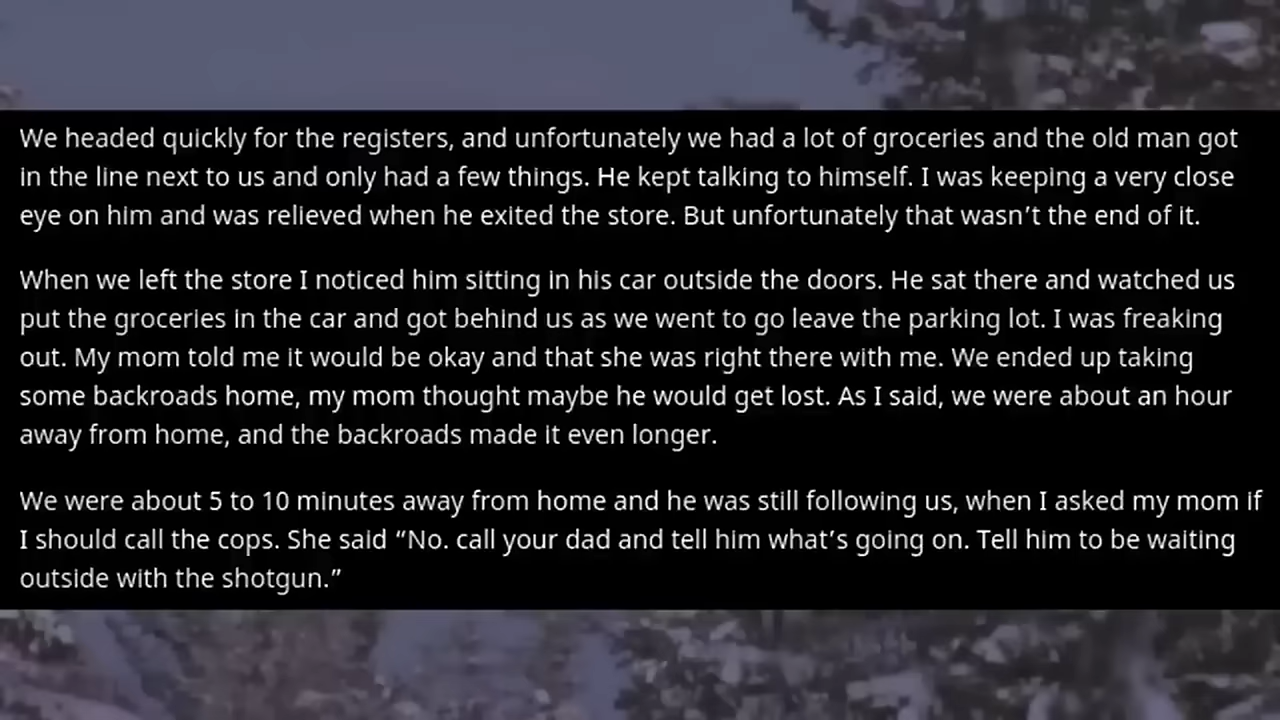 We headed quickly for the registers, and unfortunately we had a lot of groceries and the old man got
in the line next to us and only had a few things. He kept talking to himself. I was keeping a very close
eye on him and was relieved when he exited the store. But unfortunately that wasn’t the end of it.
When we left the store I noticed him sitting in his car outside the doors. He sat there and watched us
put the groceries in the car and got behind us as we went to go leave the parking lot. I was freaking
out. My mom told me it would be okay and that she was right there with me. We ended up taking
some backroads home, my mom thought maybe he would get lost. As I said, we were about an hour
away from home, and the backroads made it even longer.
We were about 5 to 10 minutes away from home and he was still following us, when I asked my mom if
I should call the cops. She said “No. call your dad and tell him what’s going on. Tell him to be waiting
outside with the shotgun.”